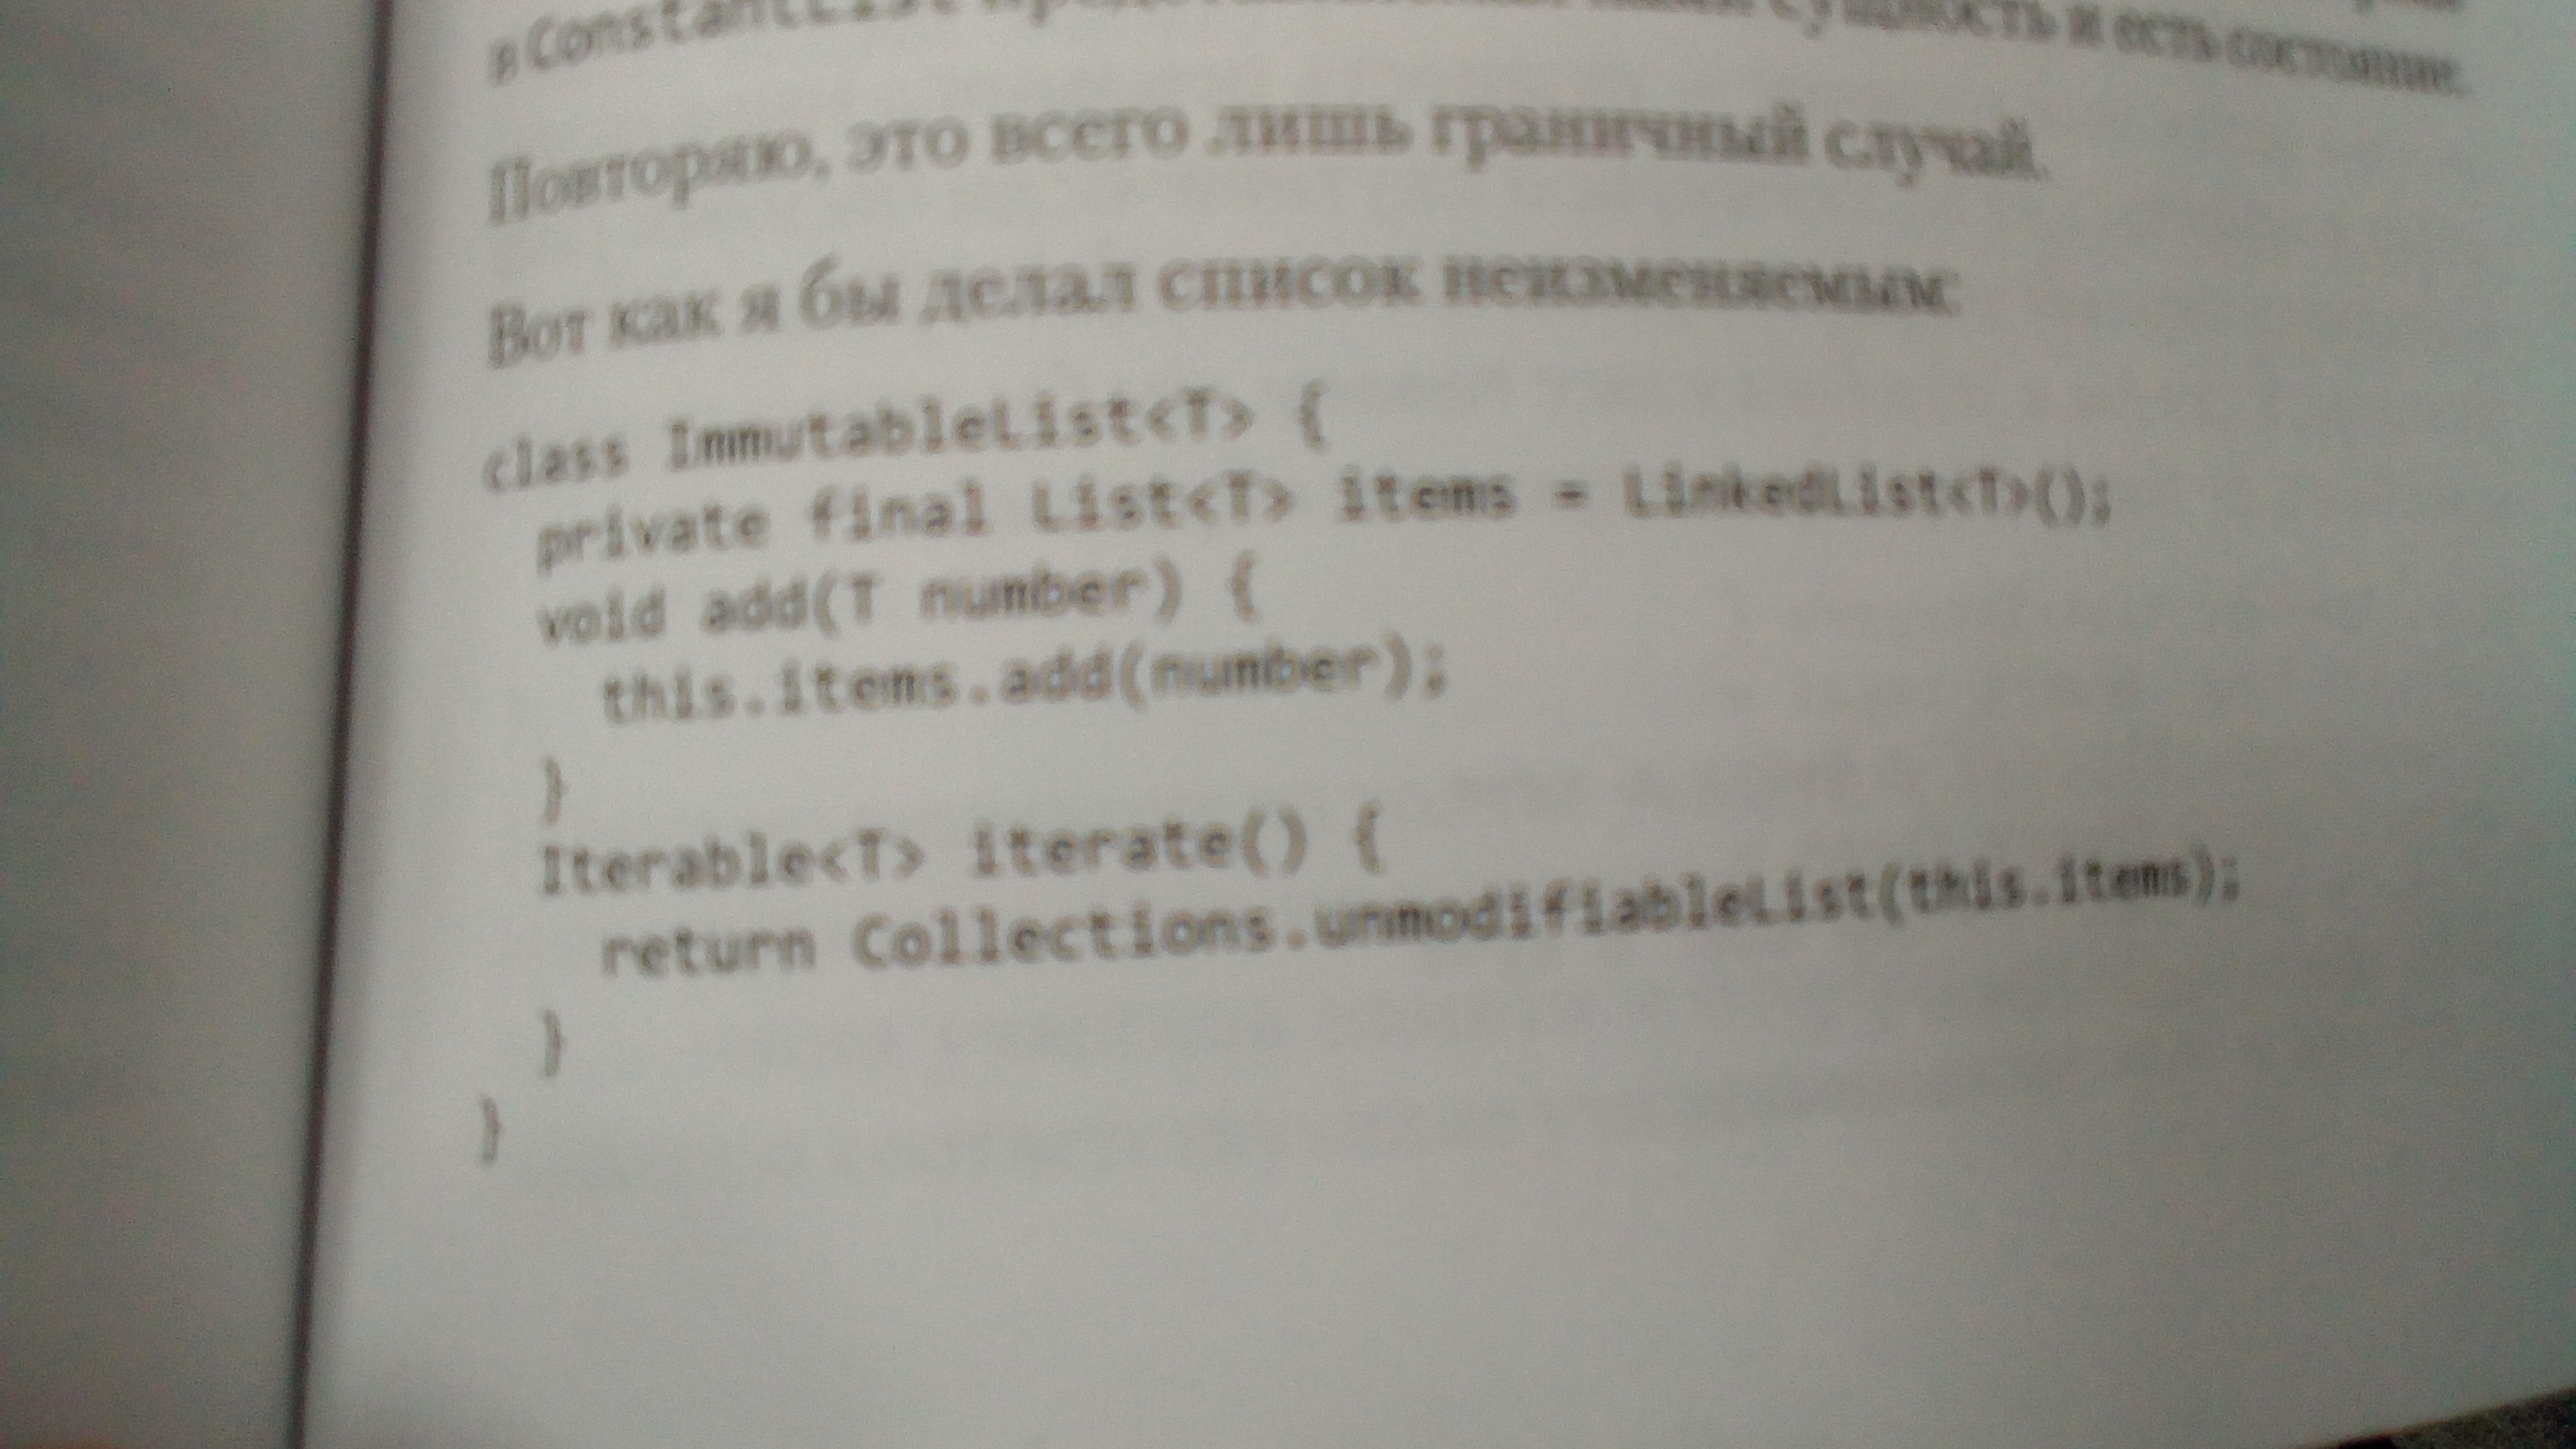 в ConstantList сущность и есть состояние.
Повторяю, это всего лишь граничный случай.
Вот как я бы делал список неизменяемым:
class ImmutableList<T> {
private final List<T> items = LinkedList<T>();
void add(T number) {
this.items.add(number);
}
Iterable<T> iterate() {
return Collections.unmodifiableList(this.items);
}
}